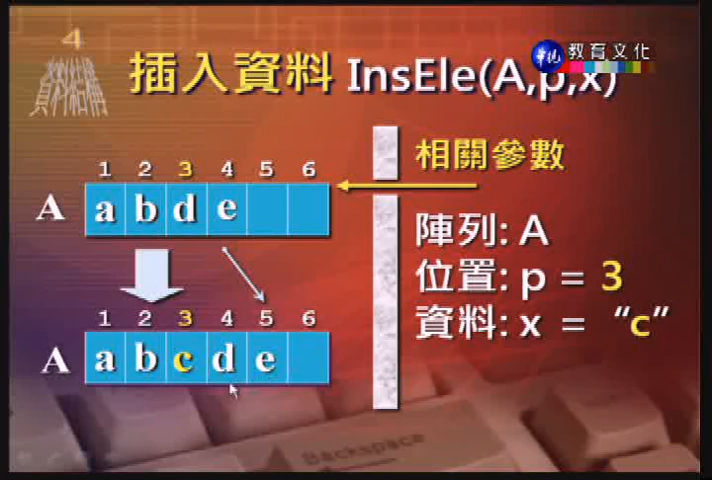 4
資料結構
插入資料 InsEle(A,p,x)
華視 教育文化
相關參數
1 2 3 4 5 6
A a b d e
陣列: A
位置: p = 3
資料: x = “c”
1 2 3 4 5 6
A a b c d e
Backspace